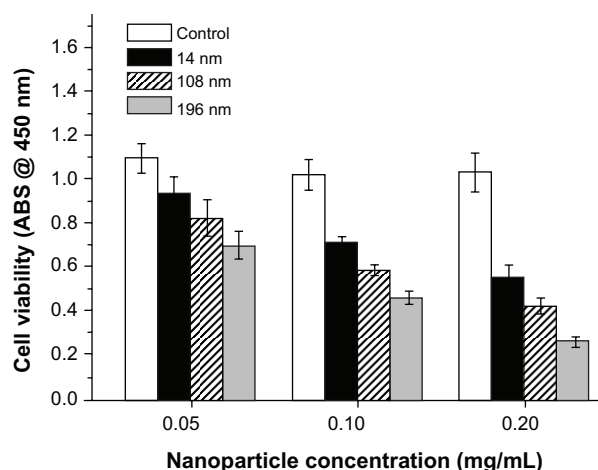 1.6
1.4
1.2
1.0
0.8
0.6
0.4
0.2
0.0
Cell viability (ABS @ 450 nm)
Control
14 nm
108 nm
196 nm
0.05
0.10
0.20
Nanoparticle concentration (mg/mL)